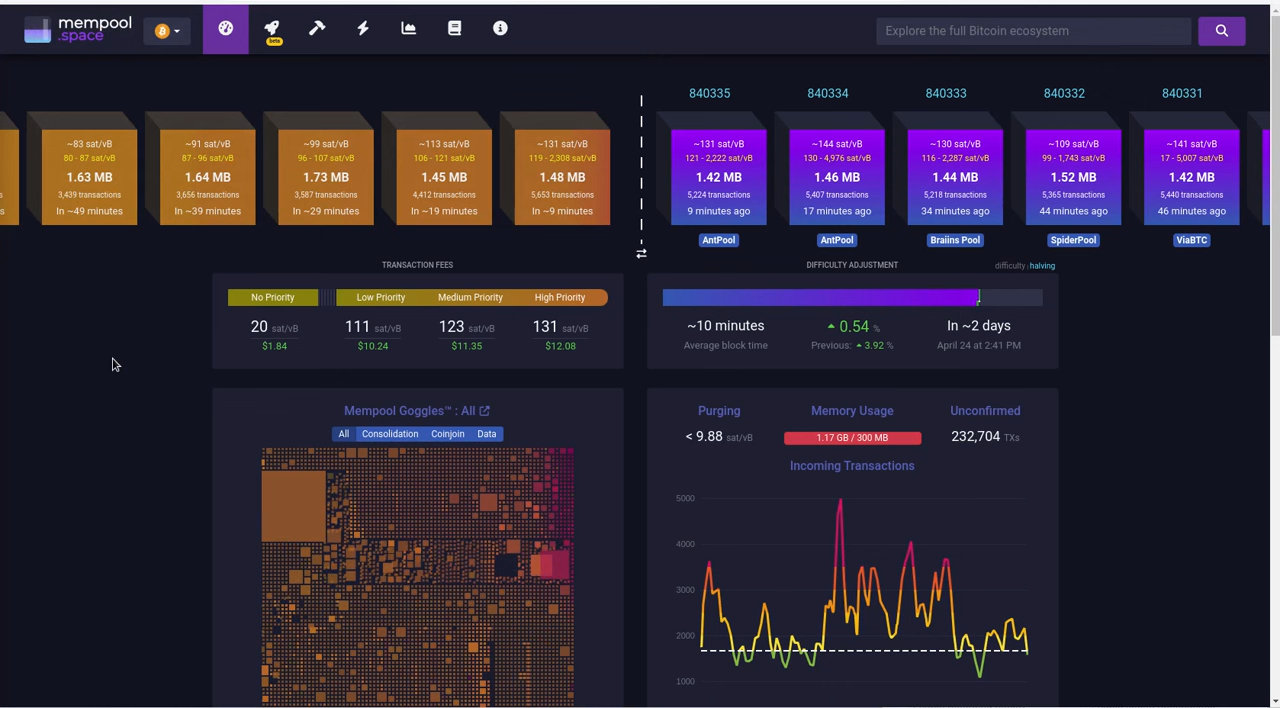 mempool
.space
beta
Explore the full Bitcoin ecosystem
840335
840334
840333
840332
840331
~83 sat/vB
80 - 87 sat/vB
1.63 MB
3,439 transactions
In ~49 minutes
~91 sat/vB
87 - 96 sat/vB
1.64 MB
3,656 transactions
In ~39 minutes
~99 sat/vB
96 - 107 sat/vB
1.73 MB
3,587 transactions
In ~29 minutes
~113 sat/vB
106 - 121 sat/vB
1.45 MB
4,412 transactions
In ~19 minutes
~131 sat/vB
119 - 2,308 sat/vB
1.48 MB
5,653 transactions
In ~9 minutes
~131 sat/vB
121 - 2,222 sat/vB
1.42 MB
5,224 transactions
9 minutes ago
AntPool
~144 sat/vB
130 - 4,976 sat/vB
1.46 MB
5,407 transactions
17 minutes ago
AntPool
~130 sat/vB
116 - 2,287 sat/vB
1.44 MB
5,218 transactions
34 minutes ago
Braiins Pool
~109 sat/vB
99 - 1,743 sat/vB
1.52 MB
5,365 transactions
44 minutes ago
SpiderPool
~141 sat/vB
17 - 5,007 sat/vB
1.42 MB
5,440 transactions
46 minutes ago
ViaBTC
TRANSACTION FEES
No Priority Low Priority Medium Priority High Priority
20 sat/vB 111 sat/vB 123 sat/vB 131 sat/vB
$1.84 $10.24 $11.35 $12.08
DIFFICULTY ADJUSTMENT
difficulty halving
~10 minutes 0.54 % In ~2 days
Average block time Previous: 3.92 % April 24 at 2:41 PM
Mempool Goggles™ : All
All Consolidation Coinjoin Data
Purging Memory Usage Unconfirmed
< 9.88 sat/vB 1.17 GB / 300 MB 232,704 TXs
Incoming Transactions
5000
4000
3000
2000
1000